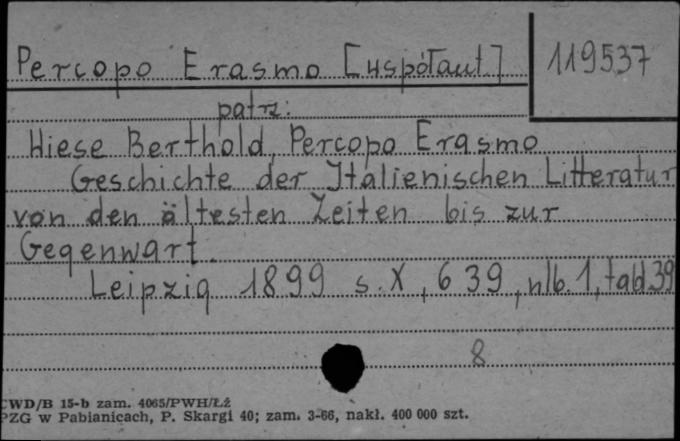 Percopo Erasmo [współaut.]
119537
patrz:
Wiese Berthold, Percopo Erasmo
Geschichte der Italienischen Litteratur
von den ältesten Zeiten bis zur
Gegenwart.
Leipzig 1899 s. X, 639, nlb. 1, tabl. 39
8
CWD/B 15-b zam. 4065/PWH/Łź
PZG w Pabianicach, P. Skargi 40; zam. 3-66, nakł. 400 000 szt.